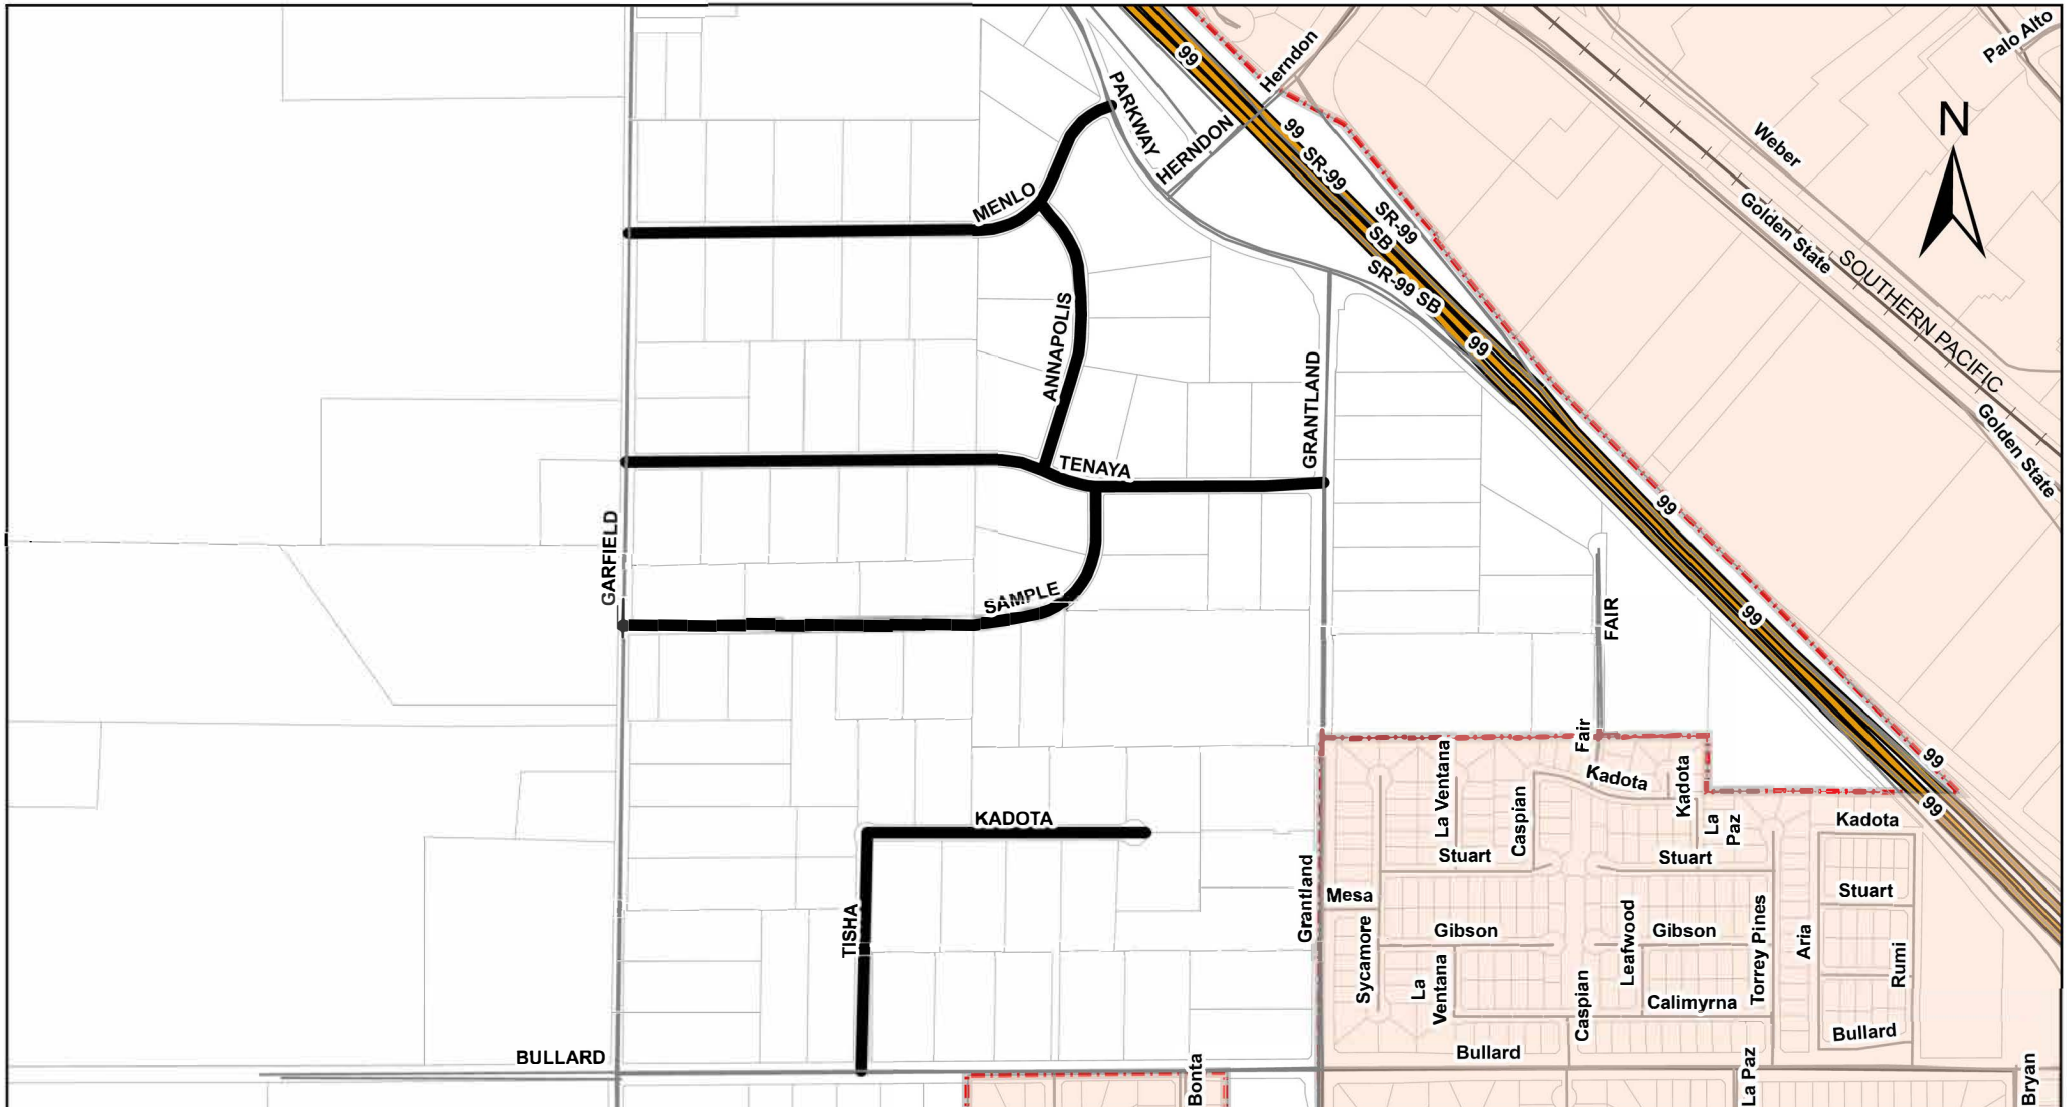 Palo Alto
99
Herndon
PARKWAY
HERNDON
N
Weber
99
SR-99
MENLO
SR-99
SB
Golden State
SOUTHERN PACIFIC
SR-99 SB
99
ANNAPOLIS
GRANTLAND
Golden State
TENAYA
99
GARFIELD
SAMPLE
FAIR
99
Fair
99
La Ventana
Kadota
Kadota
Caspian
99
KADOTA
La
Paz
Kadota
Stuart
Stuart
Grantland
Mesa
Stuart
TISHA
Sycamore
Gibson
Leafwood
Gibson
Torrey Pines
Aria
Rumi
La
Ventana
Caspian
Calimyrna
Bullard
BULLARD
Bullard
Bonta
La Paz
Bryan